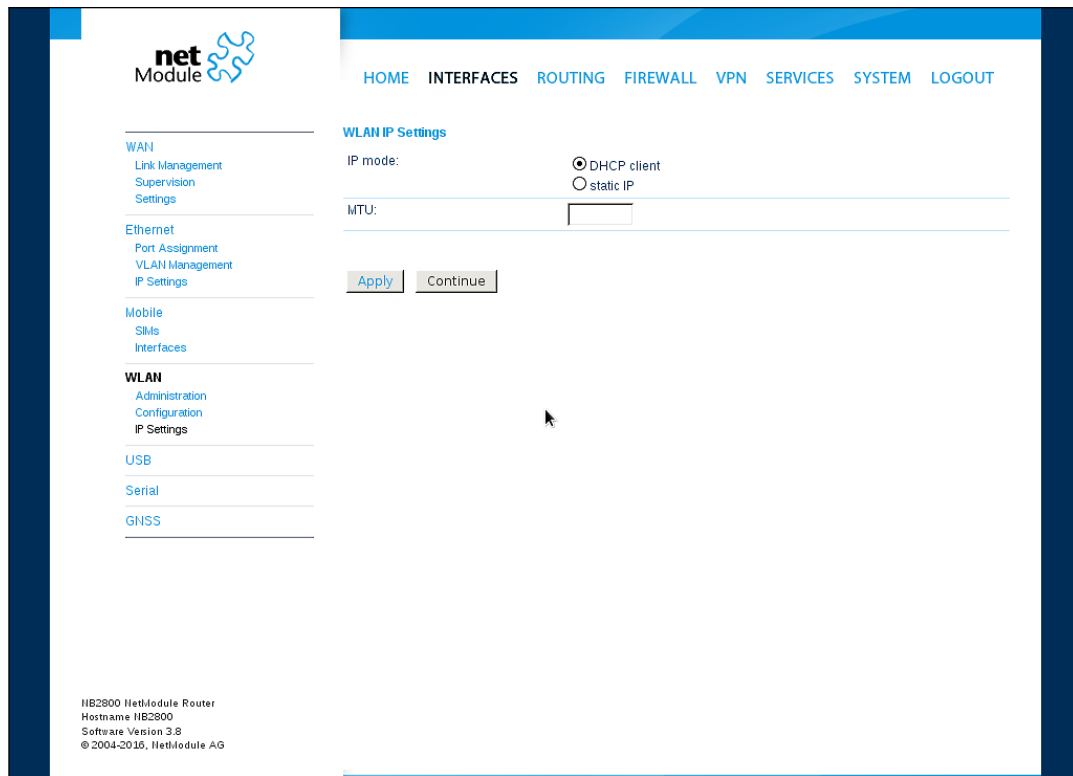 net
Module
HOME INTERFACES ROUTING FIREWALL VPN SERVICES SYSTEM LOGOUT
WAN
Link Management
Supervision
Settings
Ethernet
Port Assignment
VLAN Management
IP Settings
Mobile
SIMs
Interfaces
WLAN
Administration
Configuration
IP Settings
USB
Serial
GNSS
WLAN IP Settings
IP mode:
DHCP client
static IP
MTU:
Apply Continue
NB2800 NetModule Router
Hostname NB2800
Software Version 3.8
© 2004-2016, NetModule AG